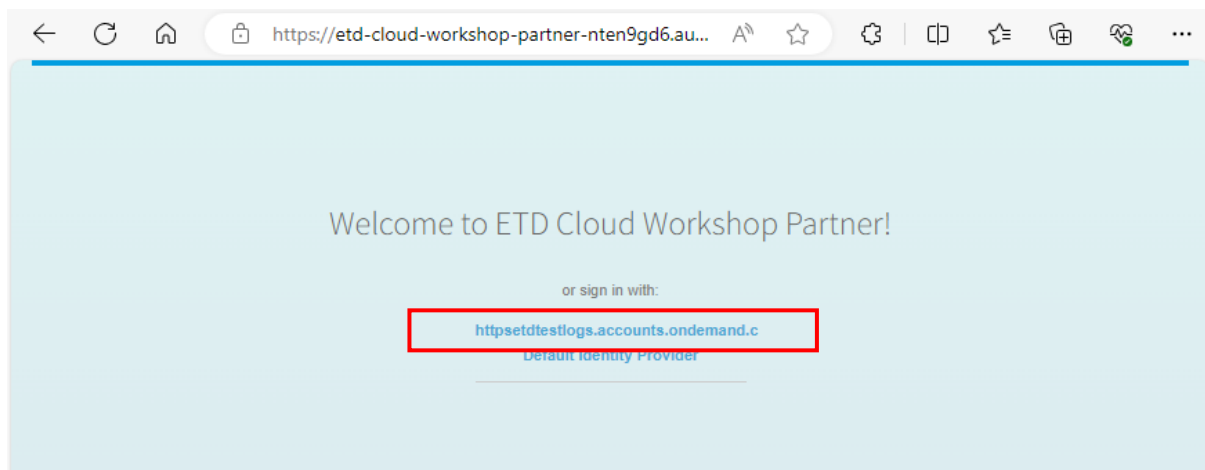 https://etd-cloud-workshop-partner-nten9gd6.au...
Welcome to ETD Cloud Workshop Partner!
or sign in with:
httpsetdtestlogs.accounts.ondemand.c
Default Identity Provider